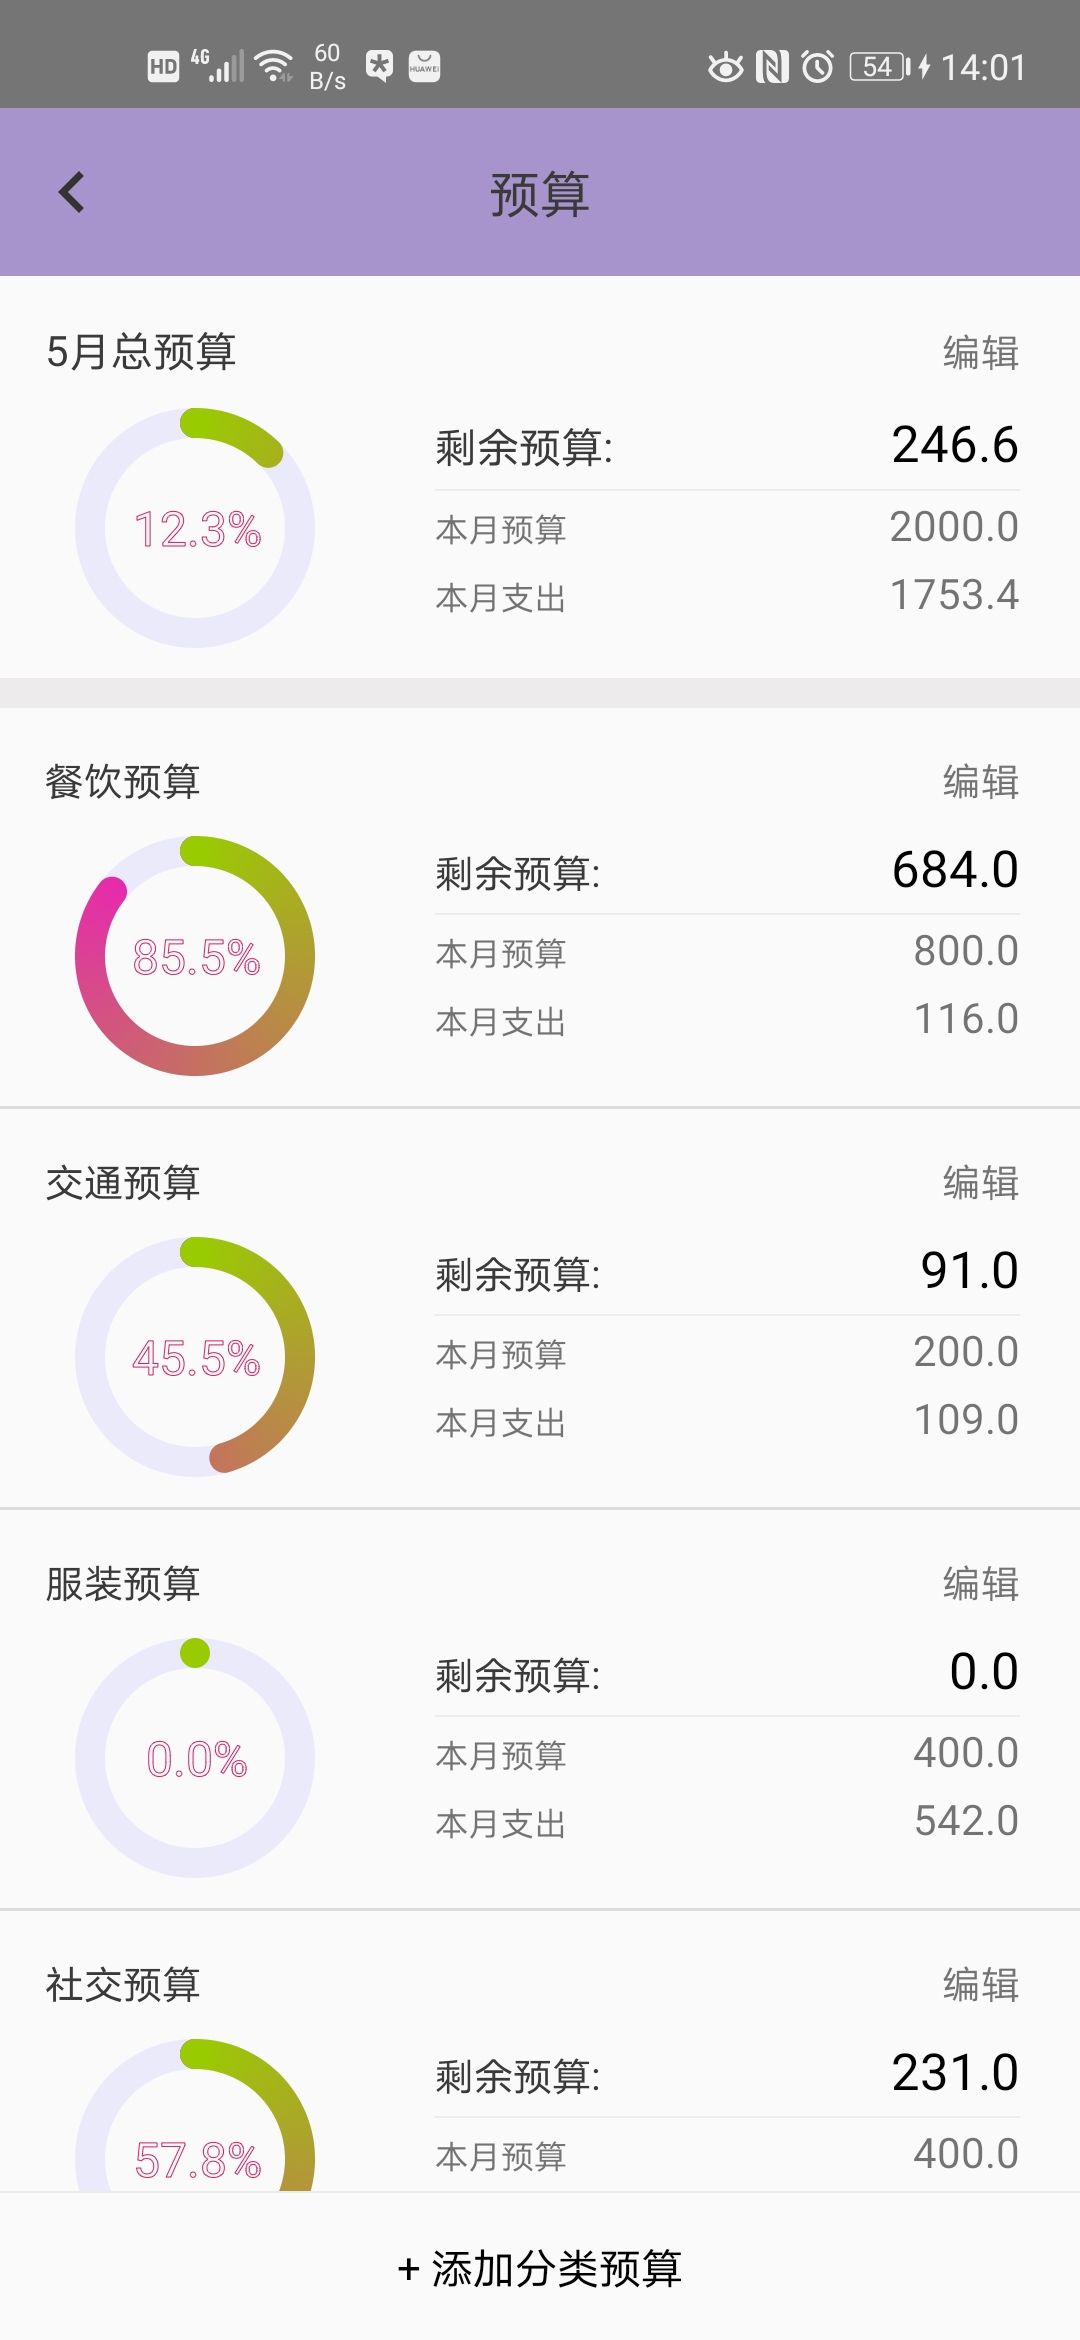 HD 4G 60 B/s HUAWEI 54 14:01
预算
5月总预算 编辑
12.3%
剩余预算: 246.6
本月预算 2000.0
本月支出 1753.4
餐饮预算 编辑
85.5%
剩余预算: 684.0
本月预算 800.0
本月支出 116.0
交通预算 编辑
45.5%
剩余预算: 91.0
本月预算 200.0
本月支出 109.0
服装预算 编辑
0.0%
剩余预算: 0.0
本月预算 400.0
本月支出 542.0
社交预算 编辑
57.8%
剩余预算: 231.0
本月预算 400.0
+ 添加分类预算